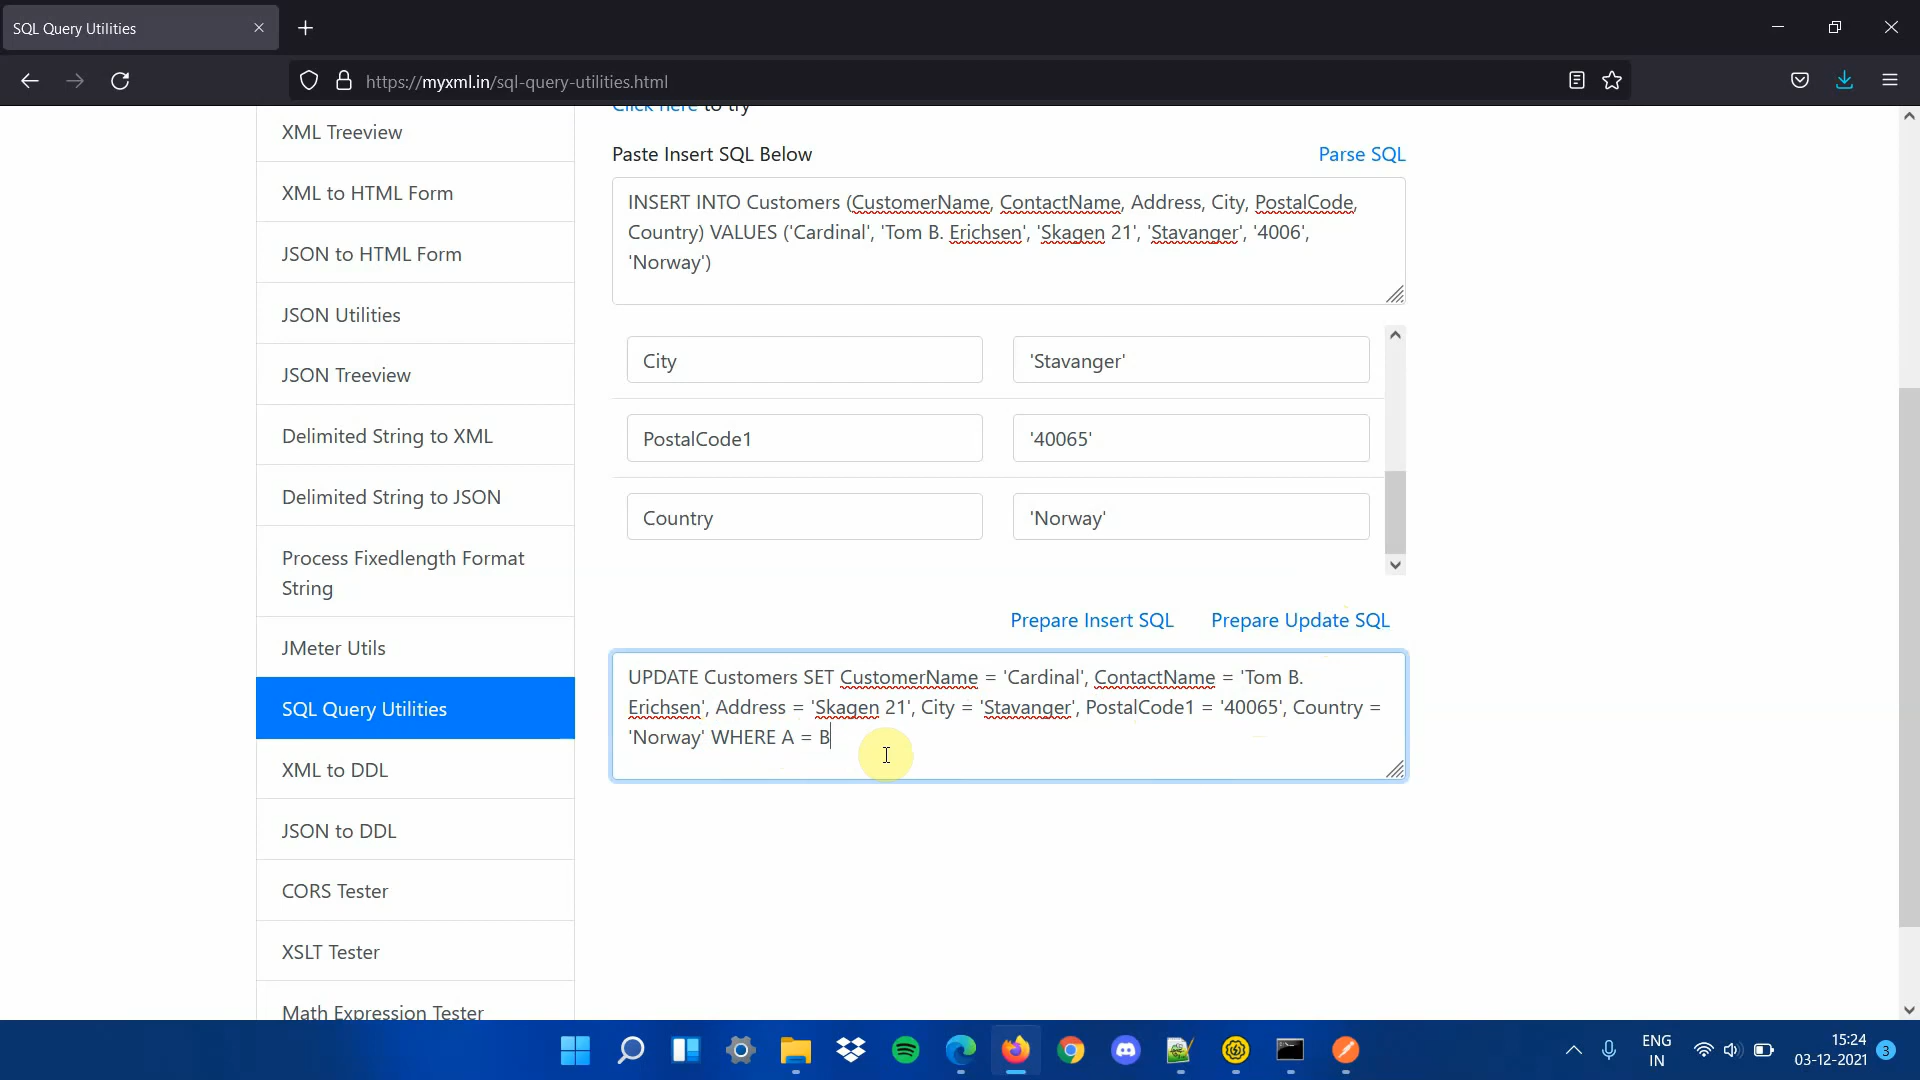 SQL Query Utilities
https://myxml.in/sql-query-utilities.html
Click here to try
XML Treeview
XML to HTML Form
JSON to HTML Form
JSON Utilities
JSON Treeview
Delimited String to XML
Delimited String to JSON
Process Fixedlength Format
String
JMeter Utils
SQL Query Utilities
XML to DDL
JSON to DDL
CORS Tester
XSLT Tester
Math Expression Tester
Paste Insert SQL Below
Parse SQL
INSERT INTO Customers (CustomerName, ContactName, Address, City, PostalCode,
Country) VALUES ('Cardinal', 'Tom B. Erichsen', 'Skagen 21', 'Stavanger', '4006',
'Norway')
City
'Stavanger'
PostalCode1
'40065'
Country
'Norway'
Prepare Insert SQL
Prepare Update SQL
UPDATE Customers SET CustomerName = 'Cardinal', ContactName = 'Tom B.
Erichsen', Address = 'Skagen 21', City = 'Stavanger', PostalCode1 = '40065', Country =
'Norway' WHERE A = B
ENG
IN
15:24
03-12-2021
3